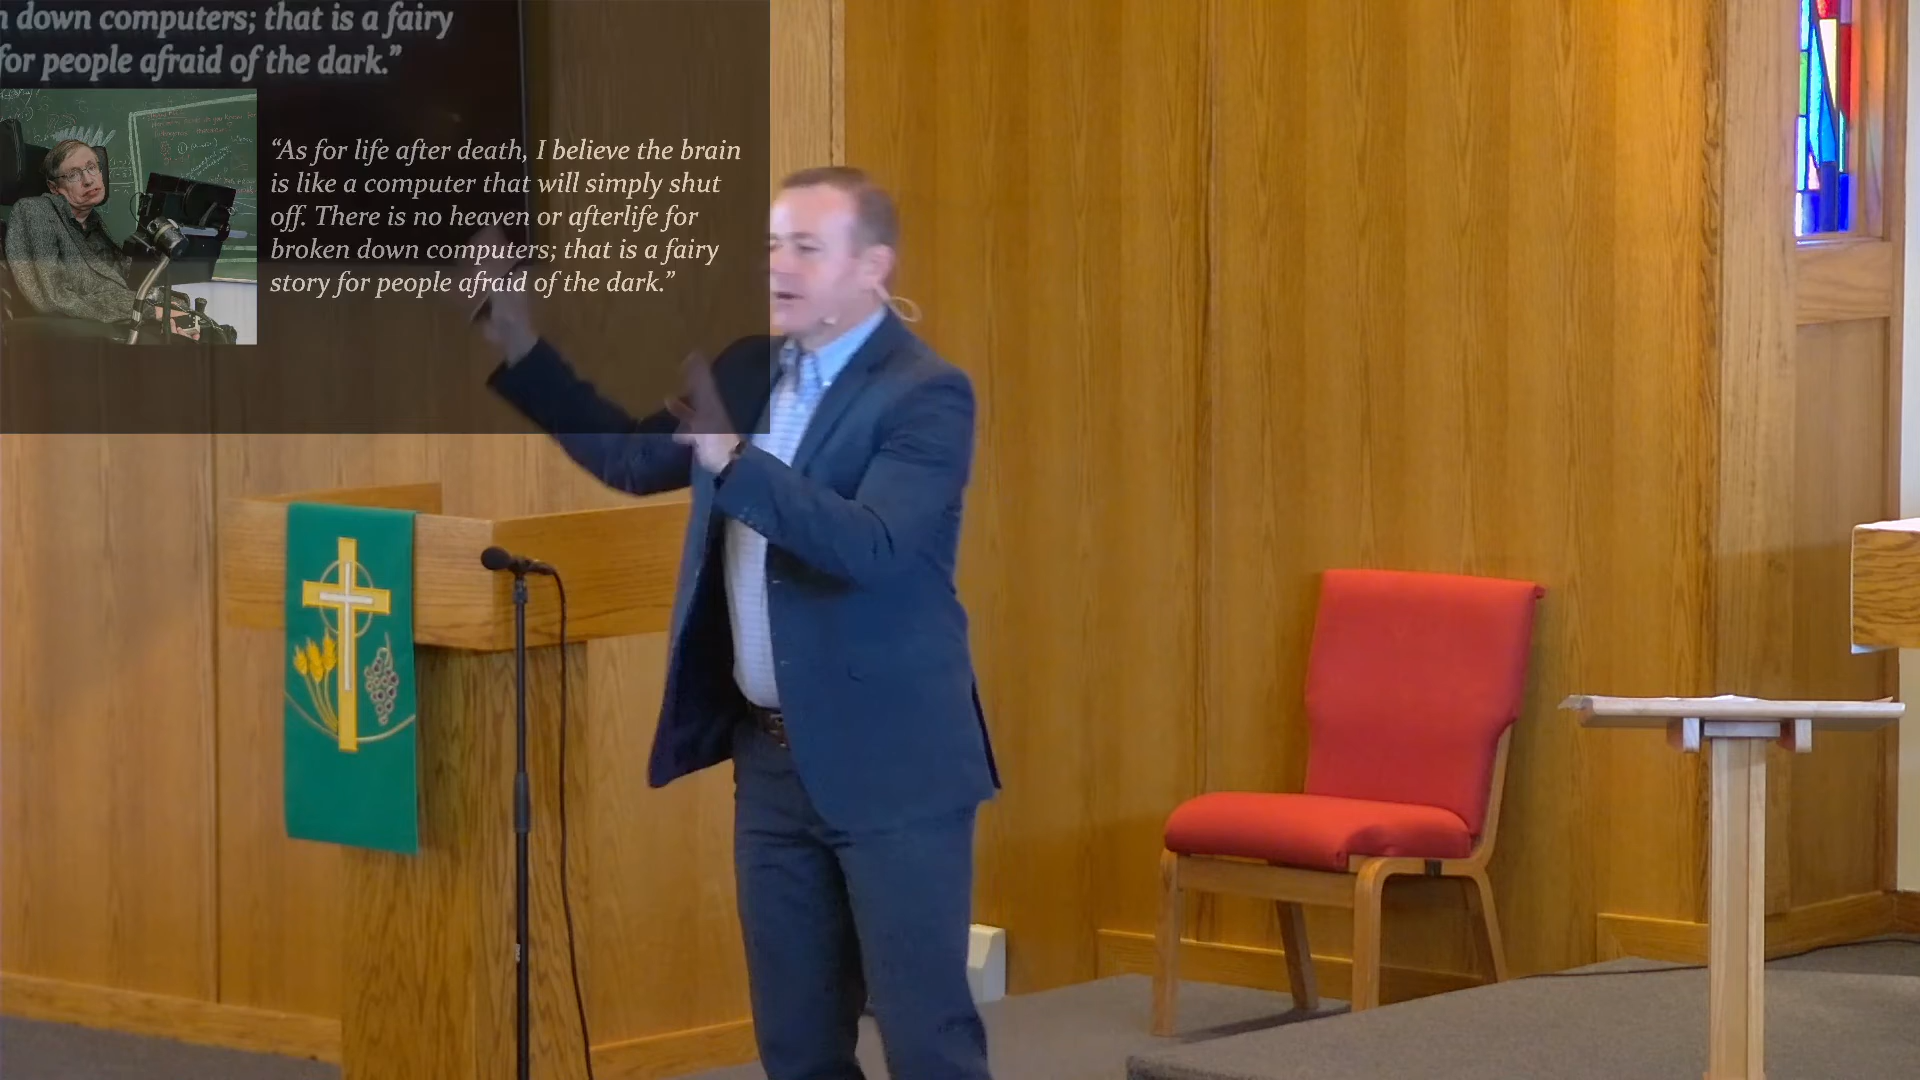 down computers; that is a fairy
for people afraid of the dark.”
“As for life after death, I believe the brain
is like a computer that will simply shut
off. There is no heaven or afterlife for
broken down computers; that is a fairy
story for people afraid of the dark.”